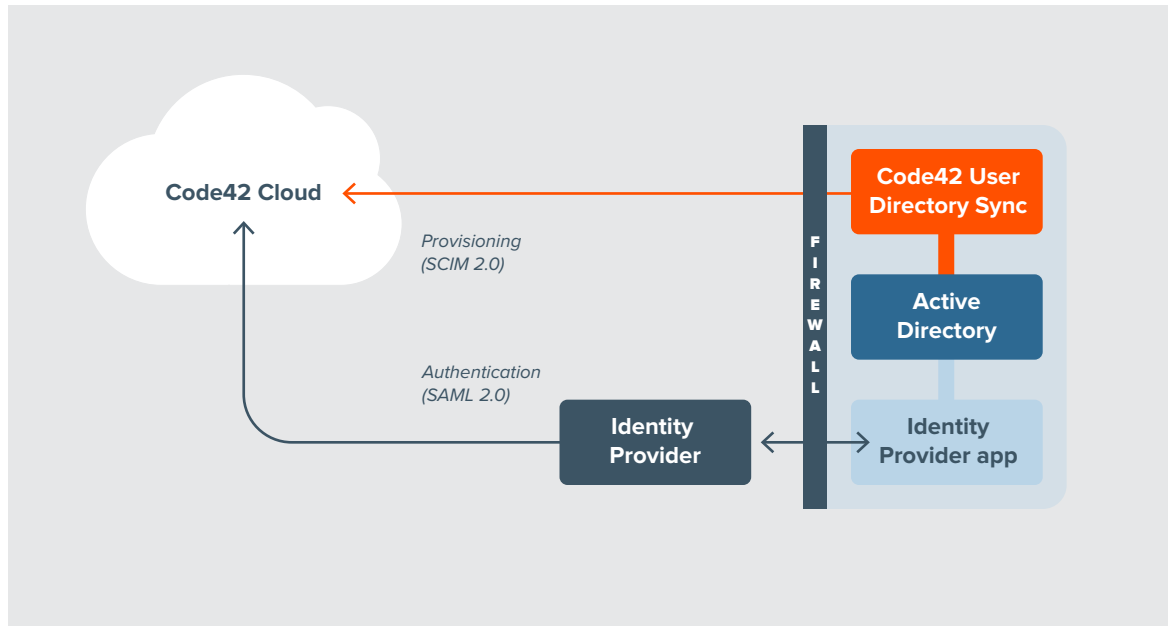 Code42 Cloud
Provisioning
(SCIM 2.0)
Authentication
(SAML 2.0)
Identity
Provider
FIREWALL
Code42 User
Directory Sync
Active
Directory
Identity
Provider app